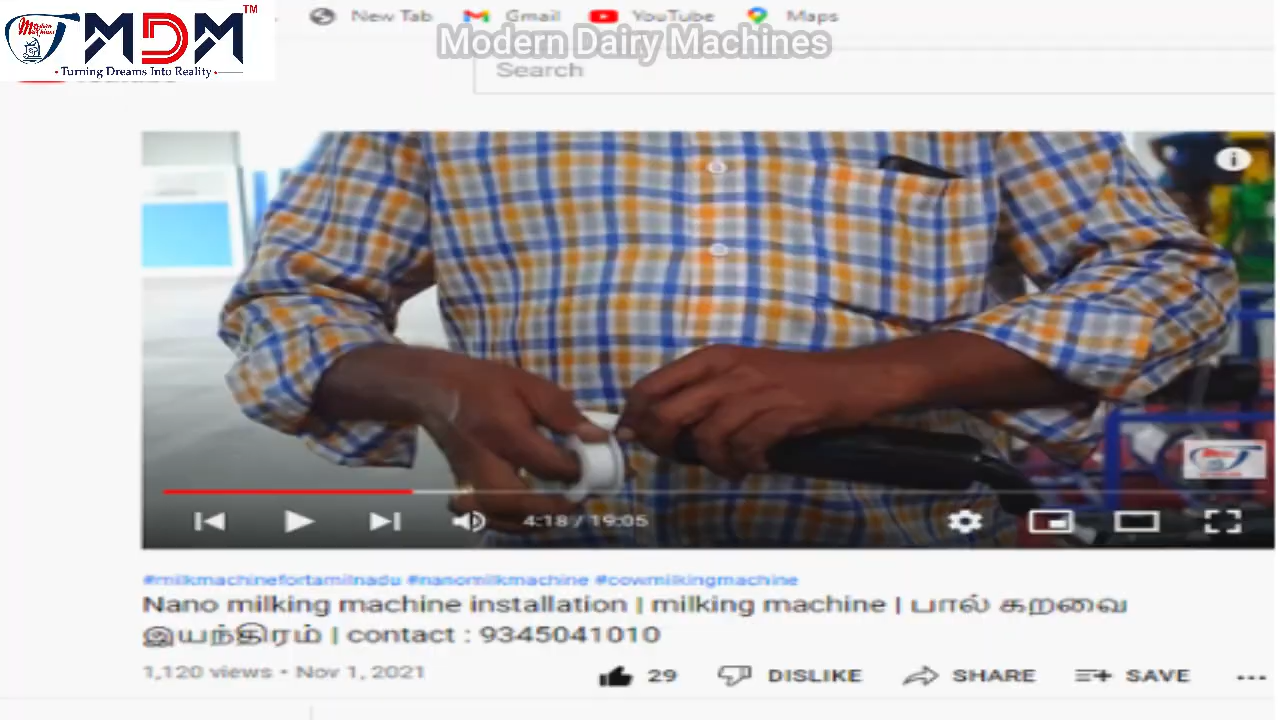 MDM TM
Turning Dreams Into Reality
New Tab
Gmail
YouTube
Maps
Modern Dairy Machines
Search
4:18 / 19:05
#milkmachinefortamilnadu #nanomilkmachine #cowmilkingmachine
Nano milking machine installation | milking machine | பால் கறவை
இயந்திரம் | contact : 9345041010
1,120 views • Nov 1, 2021
29
DISLIKE
SHARE
SAVE